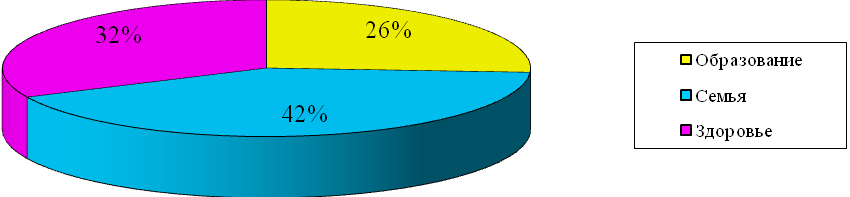 32%
26%
42%
Образование
Семья
Здоровье